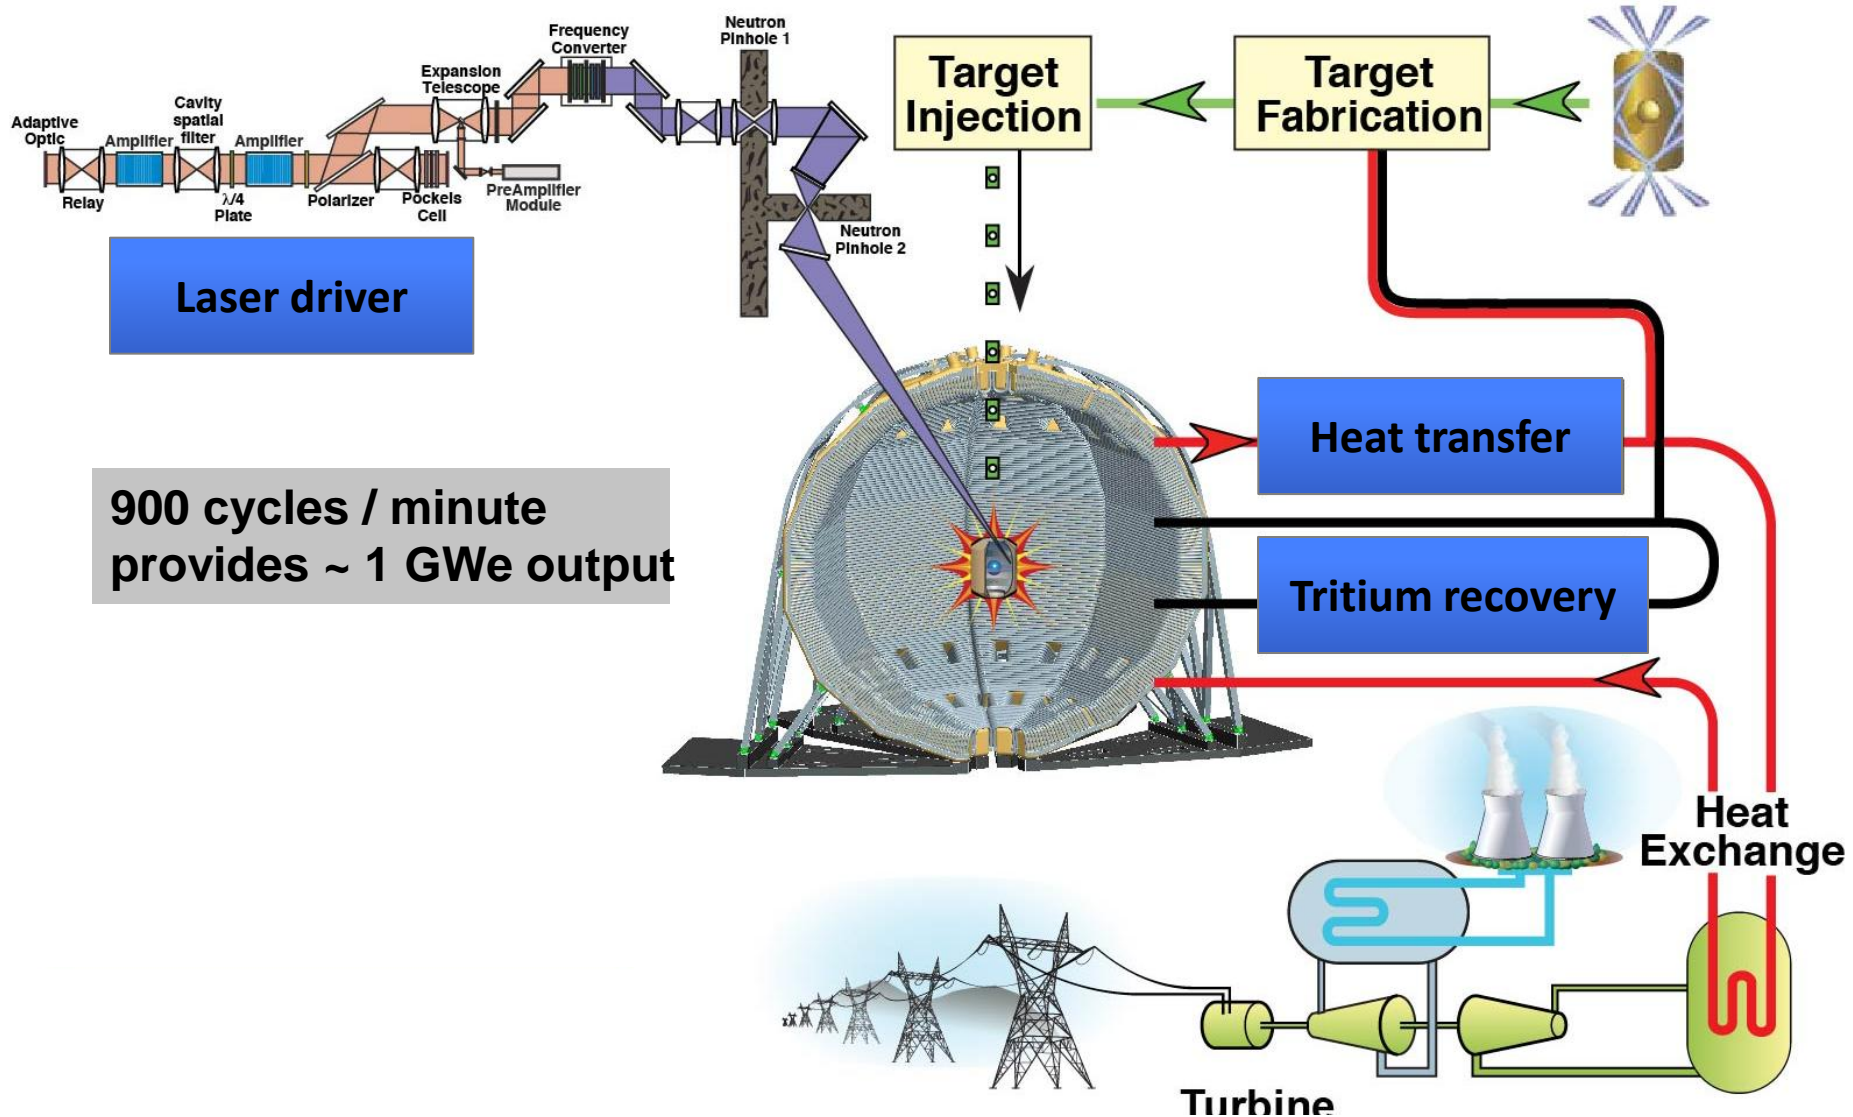 Neutron
Pinhole 1
Frequency
Converter
Expansion
Telescope
Cavity
spatial
filter
Adaptive
Optic
Amplifier
Amplifier
PreAmplifier
Module
Relay
λ/4
Plate
Polarizer
Pockels
Cell
Neutron
Pinhole 2
Target
Injection
Target
Fabrication
Laser driver
Heat transfer
900 cycles / minute
provides ~ 1 GWe output
Tritium recovery
Heat
Exchange
Turbine